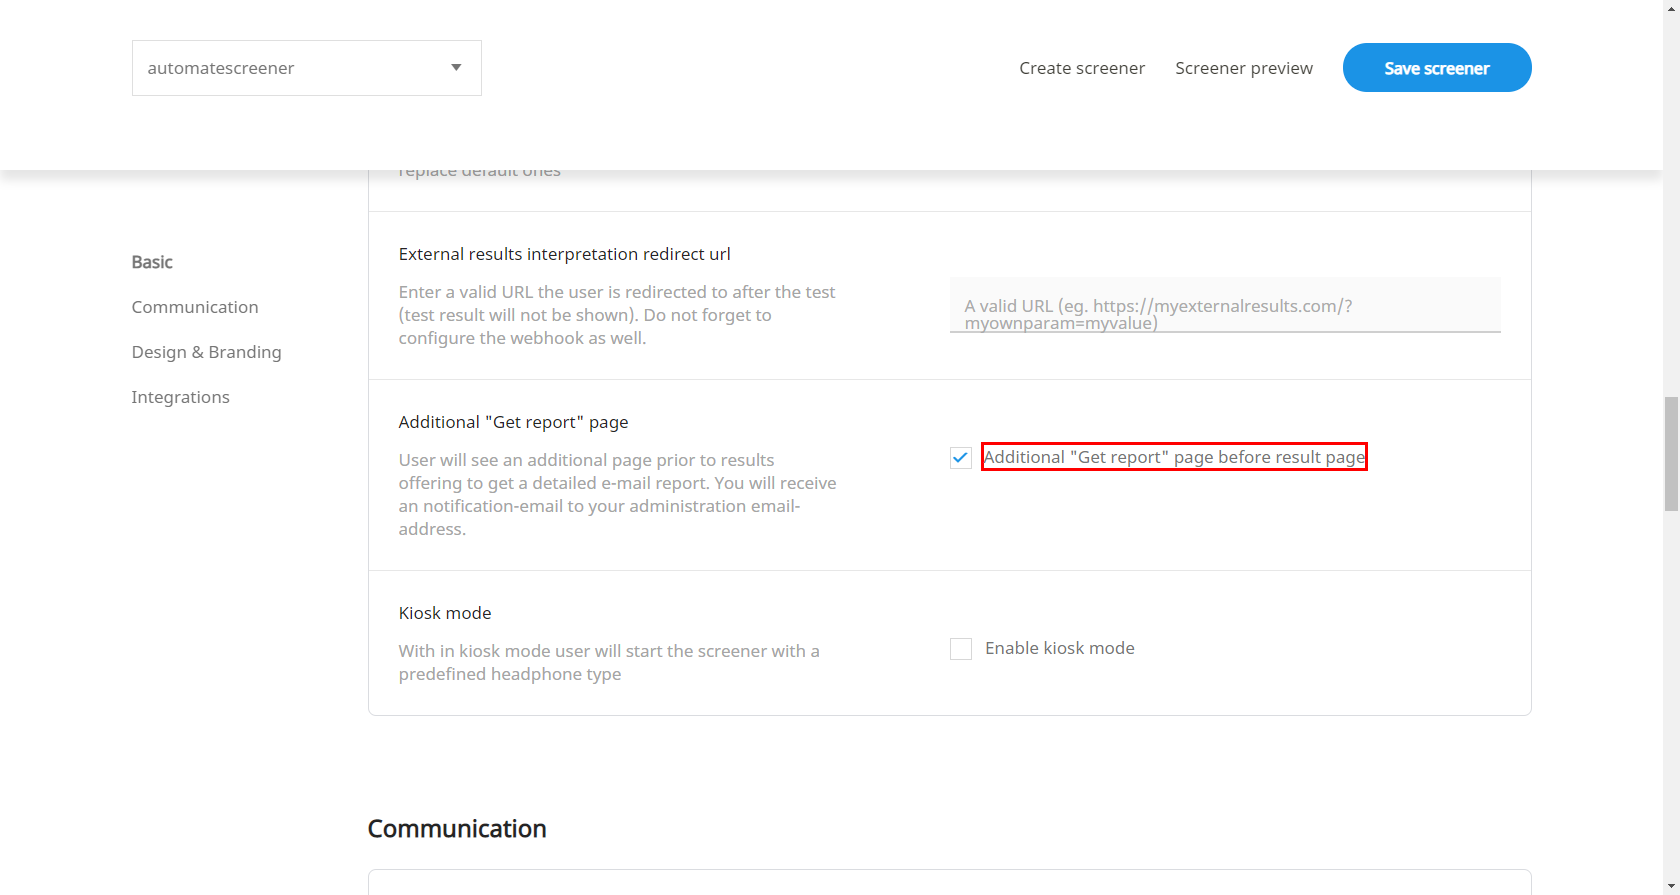 automatescreener
Create screener
Screener preview
Save screener
replace default ones
Basic
Communication
Design & Branding
Integrations
External results interpretation redirect url
Enter a valid URL the user is redirected to after the test
(test result will not be shown). Do not forget to
configure the webhook as well.
A valid URL (eg. https://myexternalresults.com/?
myownparam=myvalue)
Additional "Get report" page
User will see an additional page prior to results
offering to get a detailed e-mail report. You will receive
an notification-email to your administration email-
address.
Additional "Get report" page before result page
Kiosk mode
With in kiosk mode user will start the screener with a
predefined headphone type
Enable kiosk mode
Communication